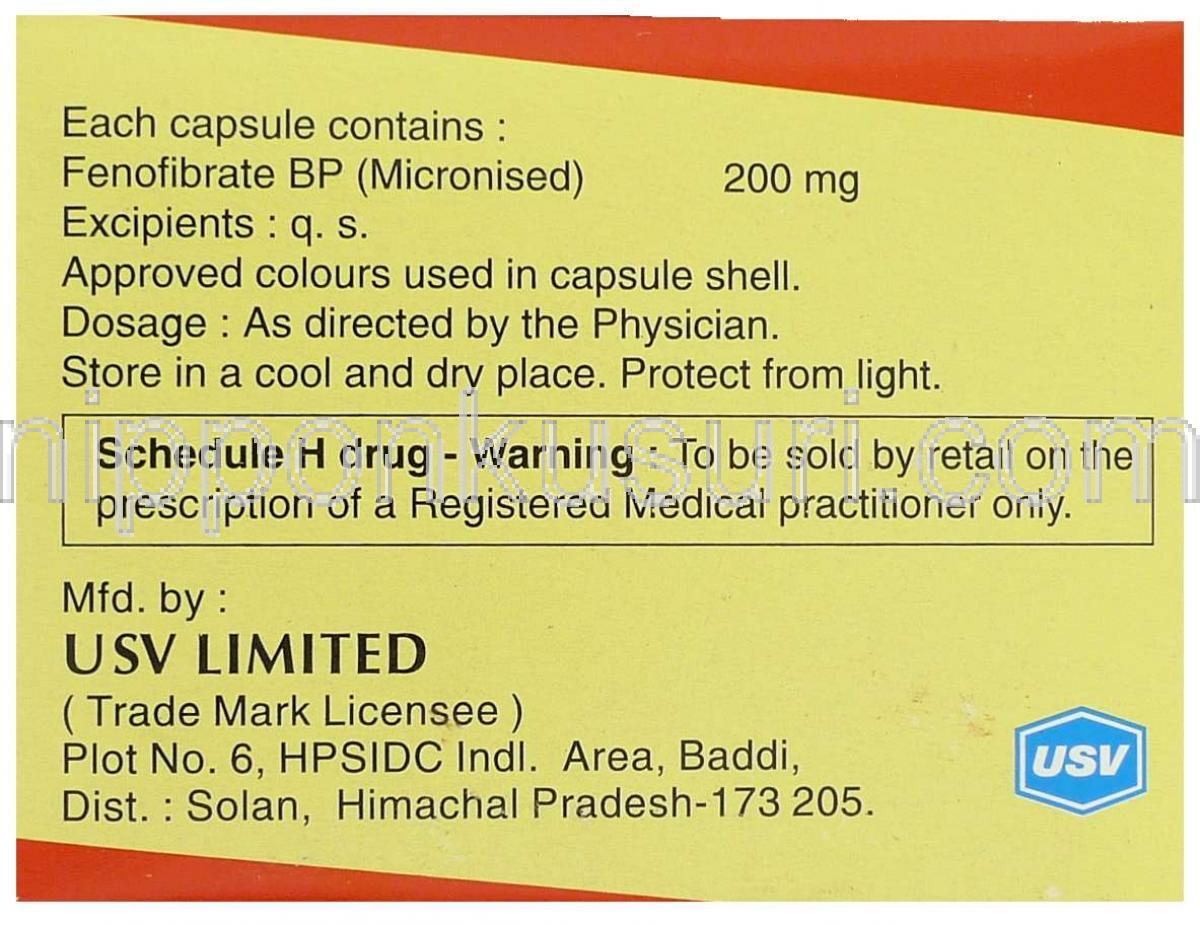 Each capsule contains :
Fenofibrate BP (Micronised) 200 mg
Excipients : q. s.
Approved colours used in capsule shell.
Dosage : As directed by the Physician.
Store in a cool and dry place. Protect from light.
nipponkusuri.com
Schedule H drug - Warning : To be sold by retail on the
prescription of a Registered Medical practitioner only.
Mfd. by :
USV LIMITED
( Trade Mark Licensee )
Plot No. 6, HPSIDC Indl. Area, Baddi,
Dist. : Solan, Himachal Pradesh-173 205.
USV